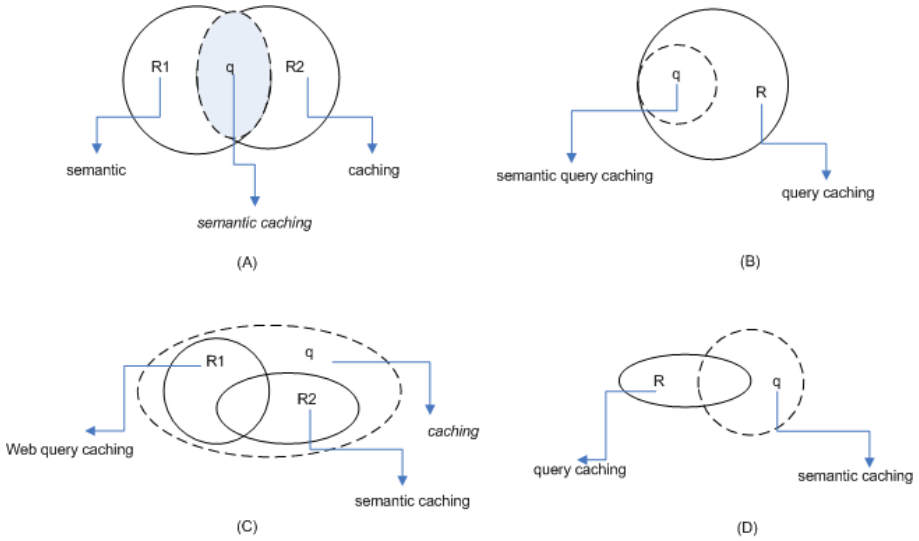 R1
q
R2
semantic
caching
semantic caching
(A)
q
R
semantic query caching
query caching
(B)
R1
q
R2
Web query caching
caching
semantic caching
(C)
R
q
query caching
semantic caching
(D)